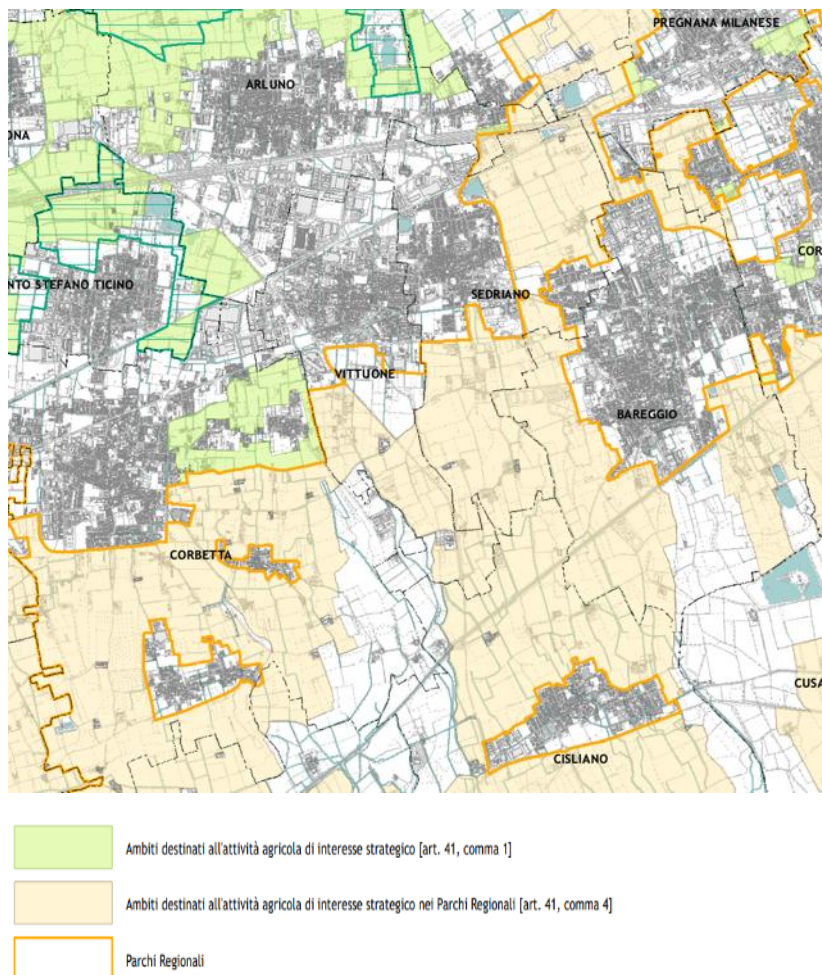 PREGNANA MILANESE
ARLUNO
ONA
NTO STEFANO TICINO
COR
SEDRIANO
VITTUONE
BAREGGIO
CORBETTA
CUSA
CISLIANO
Ambiti destinati all'attività agricola di interesse strategico [art. 41, comma 1]
Ambiti destinati all'attività agricola di interesse strategico nei Parchi Regionali [art. 41, comma 4]
Parchi Regionali